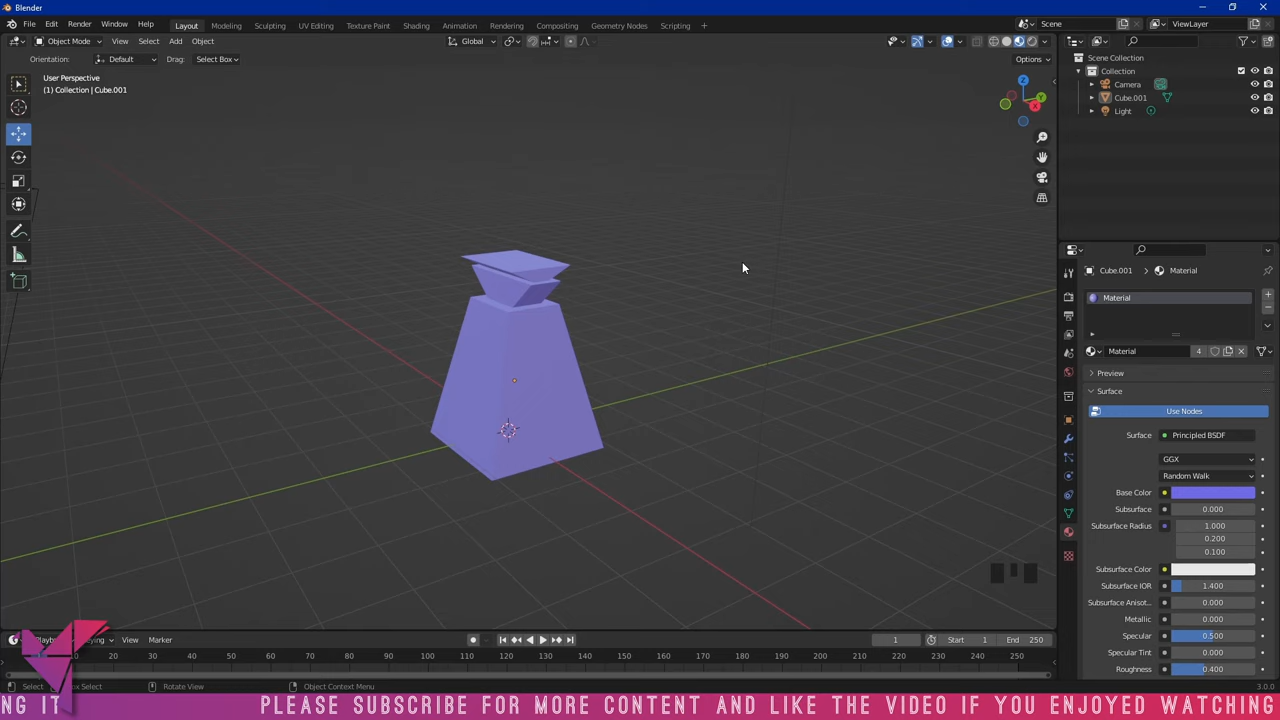 Blender
File Edit Render Window Help Layout Modeling Sculpting UV Editing Texture Paint Shading Animation Rendering Compositing Geometry Nodes Scripting + Scene ViewLayer
Object Mode View Select Add Object Global
Orientation: Default Drag: Select Box Options
User Perspective
(1) Collection | Cube.001
Z
Y
X
Scene Collection
Collection
Camera
Cube.001
Light
Cube.001 > Material
Material
Material 4
Preview
Surface
Use Nodes
Surface Principled BSDF
GGX
Random Walk
Base Color
Subsurface 0.000
Subsurface Radius 1.000
0.200
0.100
Subsurface Color
Subsurface IOR 1.400
Subsurface Anisot... 0.000
Metallic 0.000
Specular 0.500
Specular Tint 0.000
Roughness 0.400
View Marker 1 Start 1 End 250
10 20 30 40 50 60 70 80 90 100 110 120 130 140 150 160 170 180 190 200 210 220 230 240 250
Select Box Select Rotate View Object Context Menu 3.0.0
NG IT PLEASE SUBSCRIBE FOR MORE CONTENT AND LIKE THE VIDEO IF YOU ENJOYED WATCHING